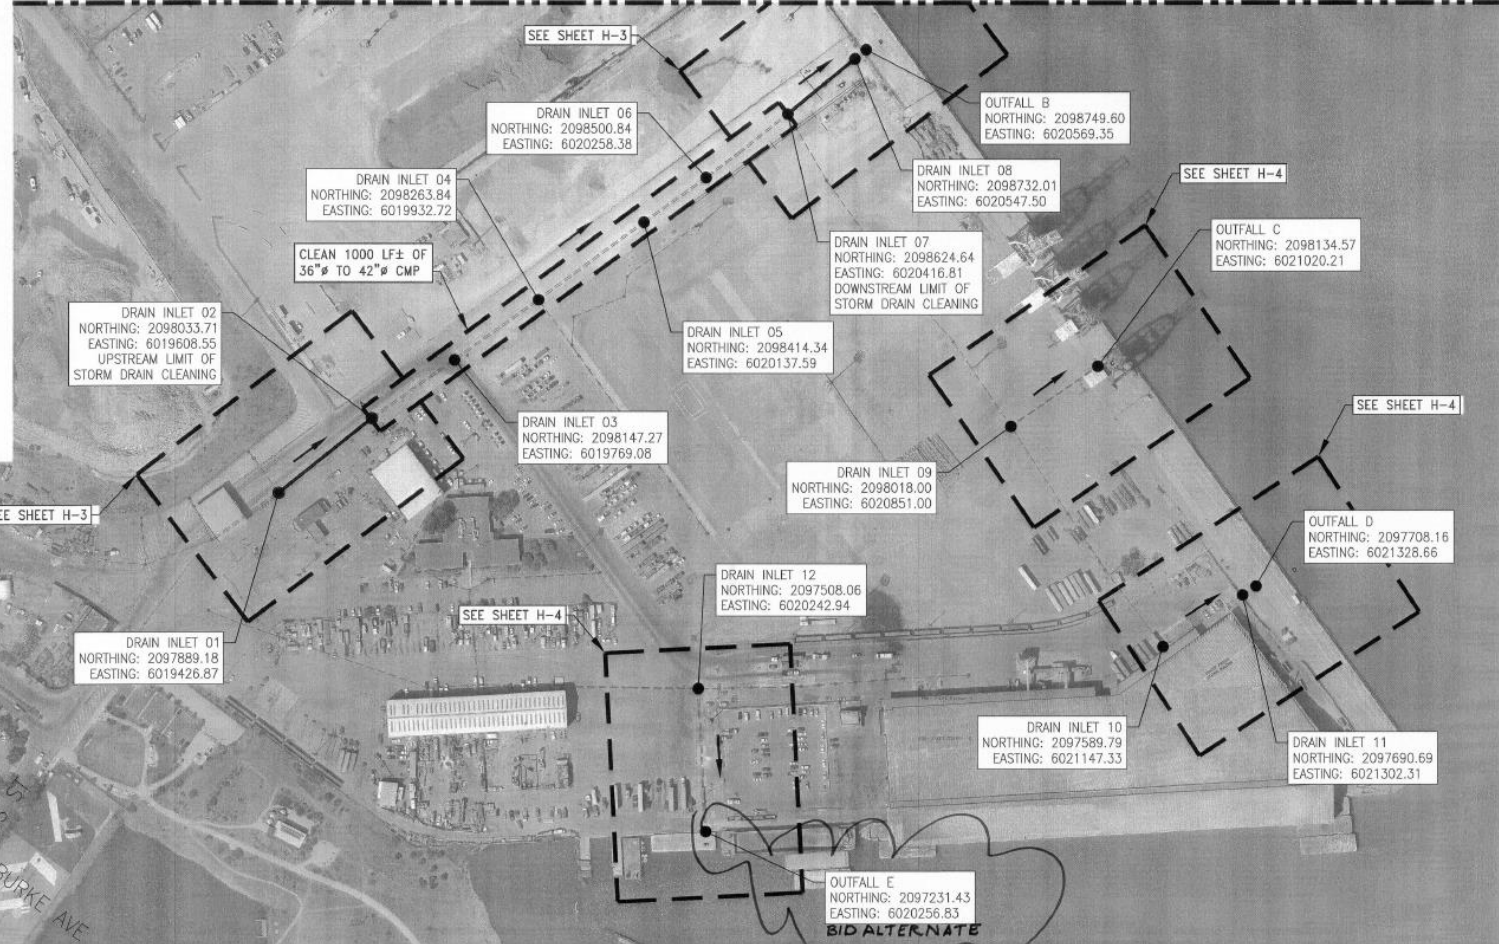 SEE SHEET H-3
DRAIN INLET 06
NORTHING: 2098500.84
EASTING: 6020258.38
OUTFALL B
NORTHING: 2098749.60
EASTING: 6020569.35
DRAIN INLET 04
NORTHING: 2098263.84
EASTING: 6019932.72
DRAIN INLET 08
NORTHING: 2098732.01
EASTING: 6020547.50
SEE SHEET H-4
CLEAN 1000 LF± OF
36"ø TO 42"ø CMP
DRAIN INLET 07
NORTHING: 2098624.64
EASTING: 6020416.81
DOWNSTREAM LIMIT OF
STORM DRAIN CLEANING
OUTFALL C
NORTHING: 2098134.57
EASTING: 6021020.21
DRAIN INLET 02
NORTHING: 2098033.71
EASTING: 6019608.55
UPSTREAM LIMIT OF
STORM DRAIN CLEANING
DRAIN INLET 05
NORTHING: 2098414.34
EASTING: 6020137.59
DRAIN INLET 03
NORTHING: 2098147.27
EASTING: 6019769.08
SEE SHEET H-4
DRAIN INLET 09
NORTHING: 2098018.00
EASTING: 6020851.00
SEE SHEET H-3
OUTFALL D
NORTHING: 2097708.16
EASTING: 6021328.66
DRAIN INLET 12
NORTHING: 2097508.06
EASTING: 6020242.94
SEE SHEET H-4
DRAIN INLET 01
NORTHING: 2097889.18
EASTING: 6019426.87
DRAIN INLET 10
NORTHING: 2097589.79
EASTING: 6021147.33
DRAIN INLET 11
NORTHING: 2097690.69
EASTING: 6021302.31
OUTFALL E
NORTHING: 2097231.43
EASTING: 6020256.83
BID ALTERNATE
BURKE AVE